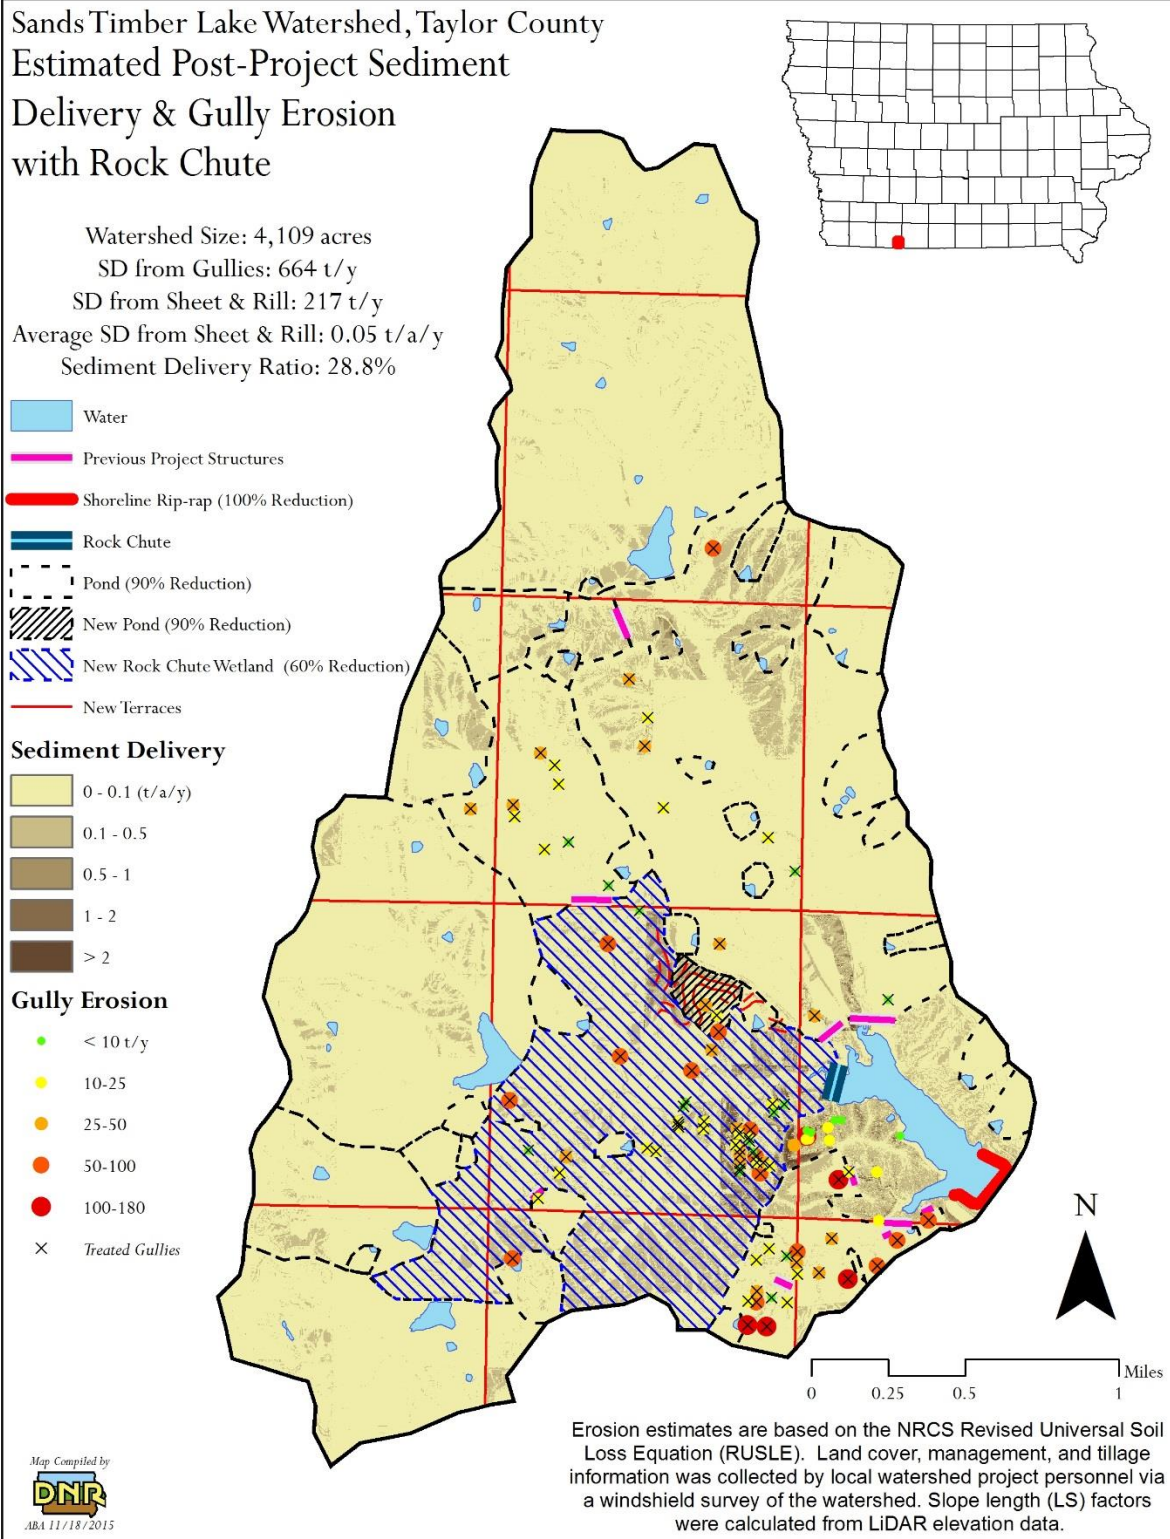 Sands Timber Lake Watershed, Taylor County
Estimated Post-Project Sediment
Delivery & Gully Erosion
with Rock Chute
Watershed Size: 4,109 acres
SD from Gullies: 664 t/y
SD from Sheet & Rill: 217 t/y
Average SD from Sheet & Rill: 0.05 t/a/y
Sediment Delivery Ratio: 28.8%
Water
Previous Project Structures
Shoreline Rip-rap (100% Reduction)
Rock Chute
Pond (90% Reduction)
New Pond (90% Reduction)
New Rock Chute Wetland (60% Reduction)
New Terraces
Sediment Delivery
0 - 0.1 (t/a/y)
0.1 - 0.5
0.5 - 1
1 - 2
> 2
Gully Erosion
< 10 t/y
10-25
25-50
50-100
100-180
Treated Gullies
N
Miles
0 0.25 0.5 1
Erosion estimates are based on the NRCS Revised Universal Soil
Loss Equation (RUSLE). Land cover, management, and tillage
information was collected by local watershed project personnel via
a windshield survey of the watershed. Slope length (LS) factors
were calculated from LiDAR elevation data.
Map Compiled by
DNR
ABA 11/18/2015